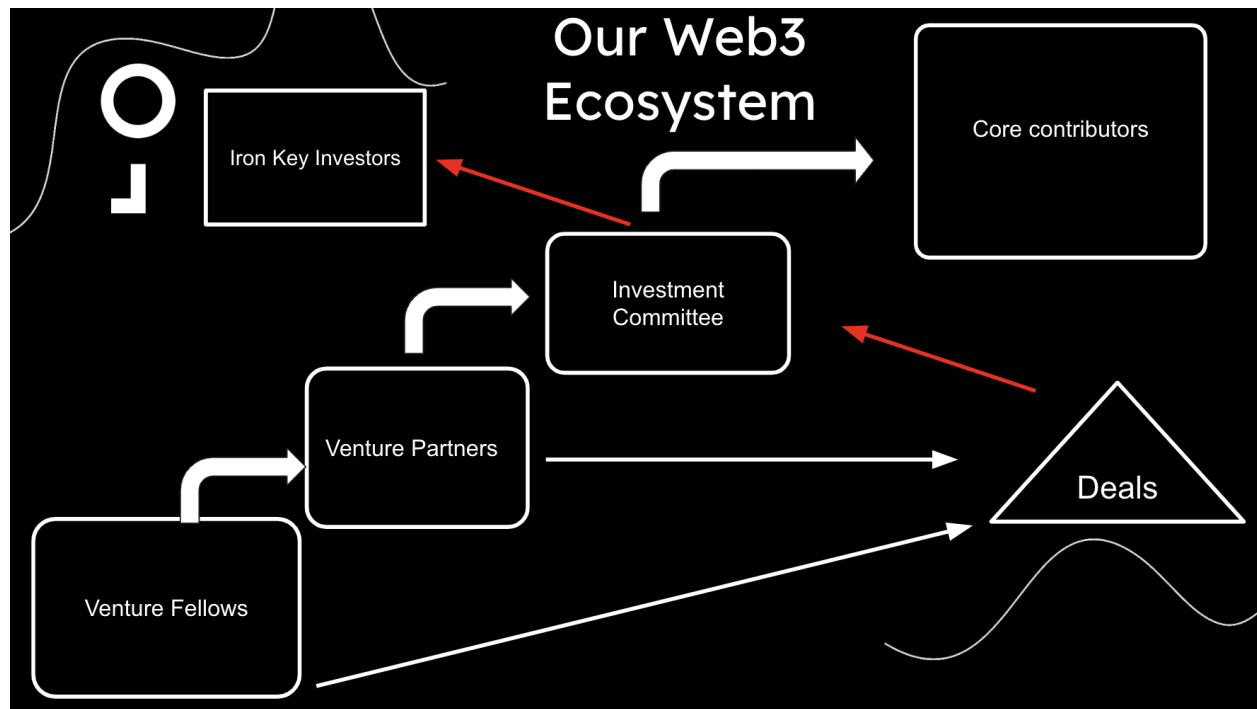 Our Web3
Ecosystem
Core contributors
Iron Key Investors
Investment
Committee
Venture Partners
Deals
Venture Fellows